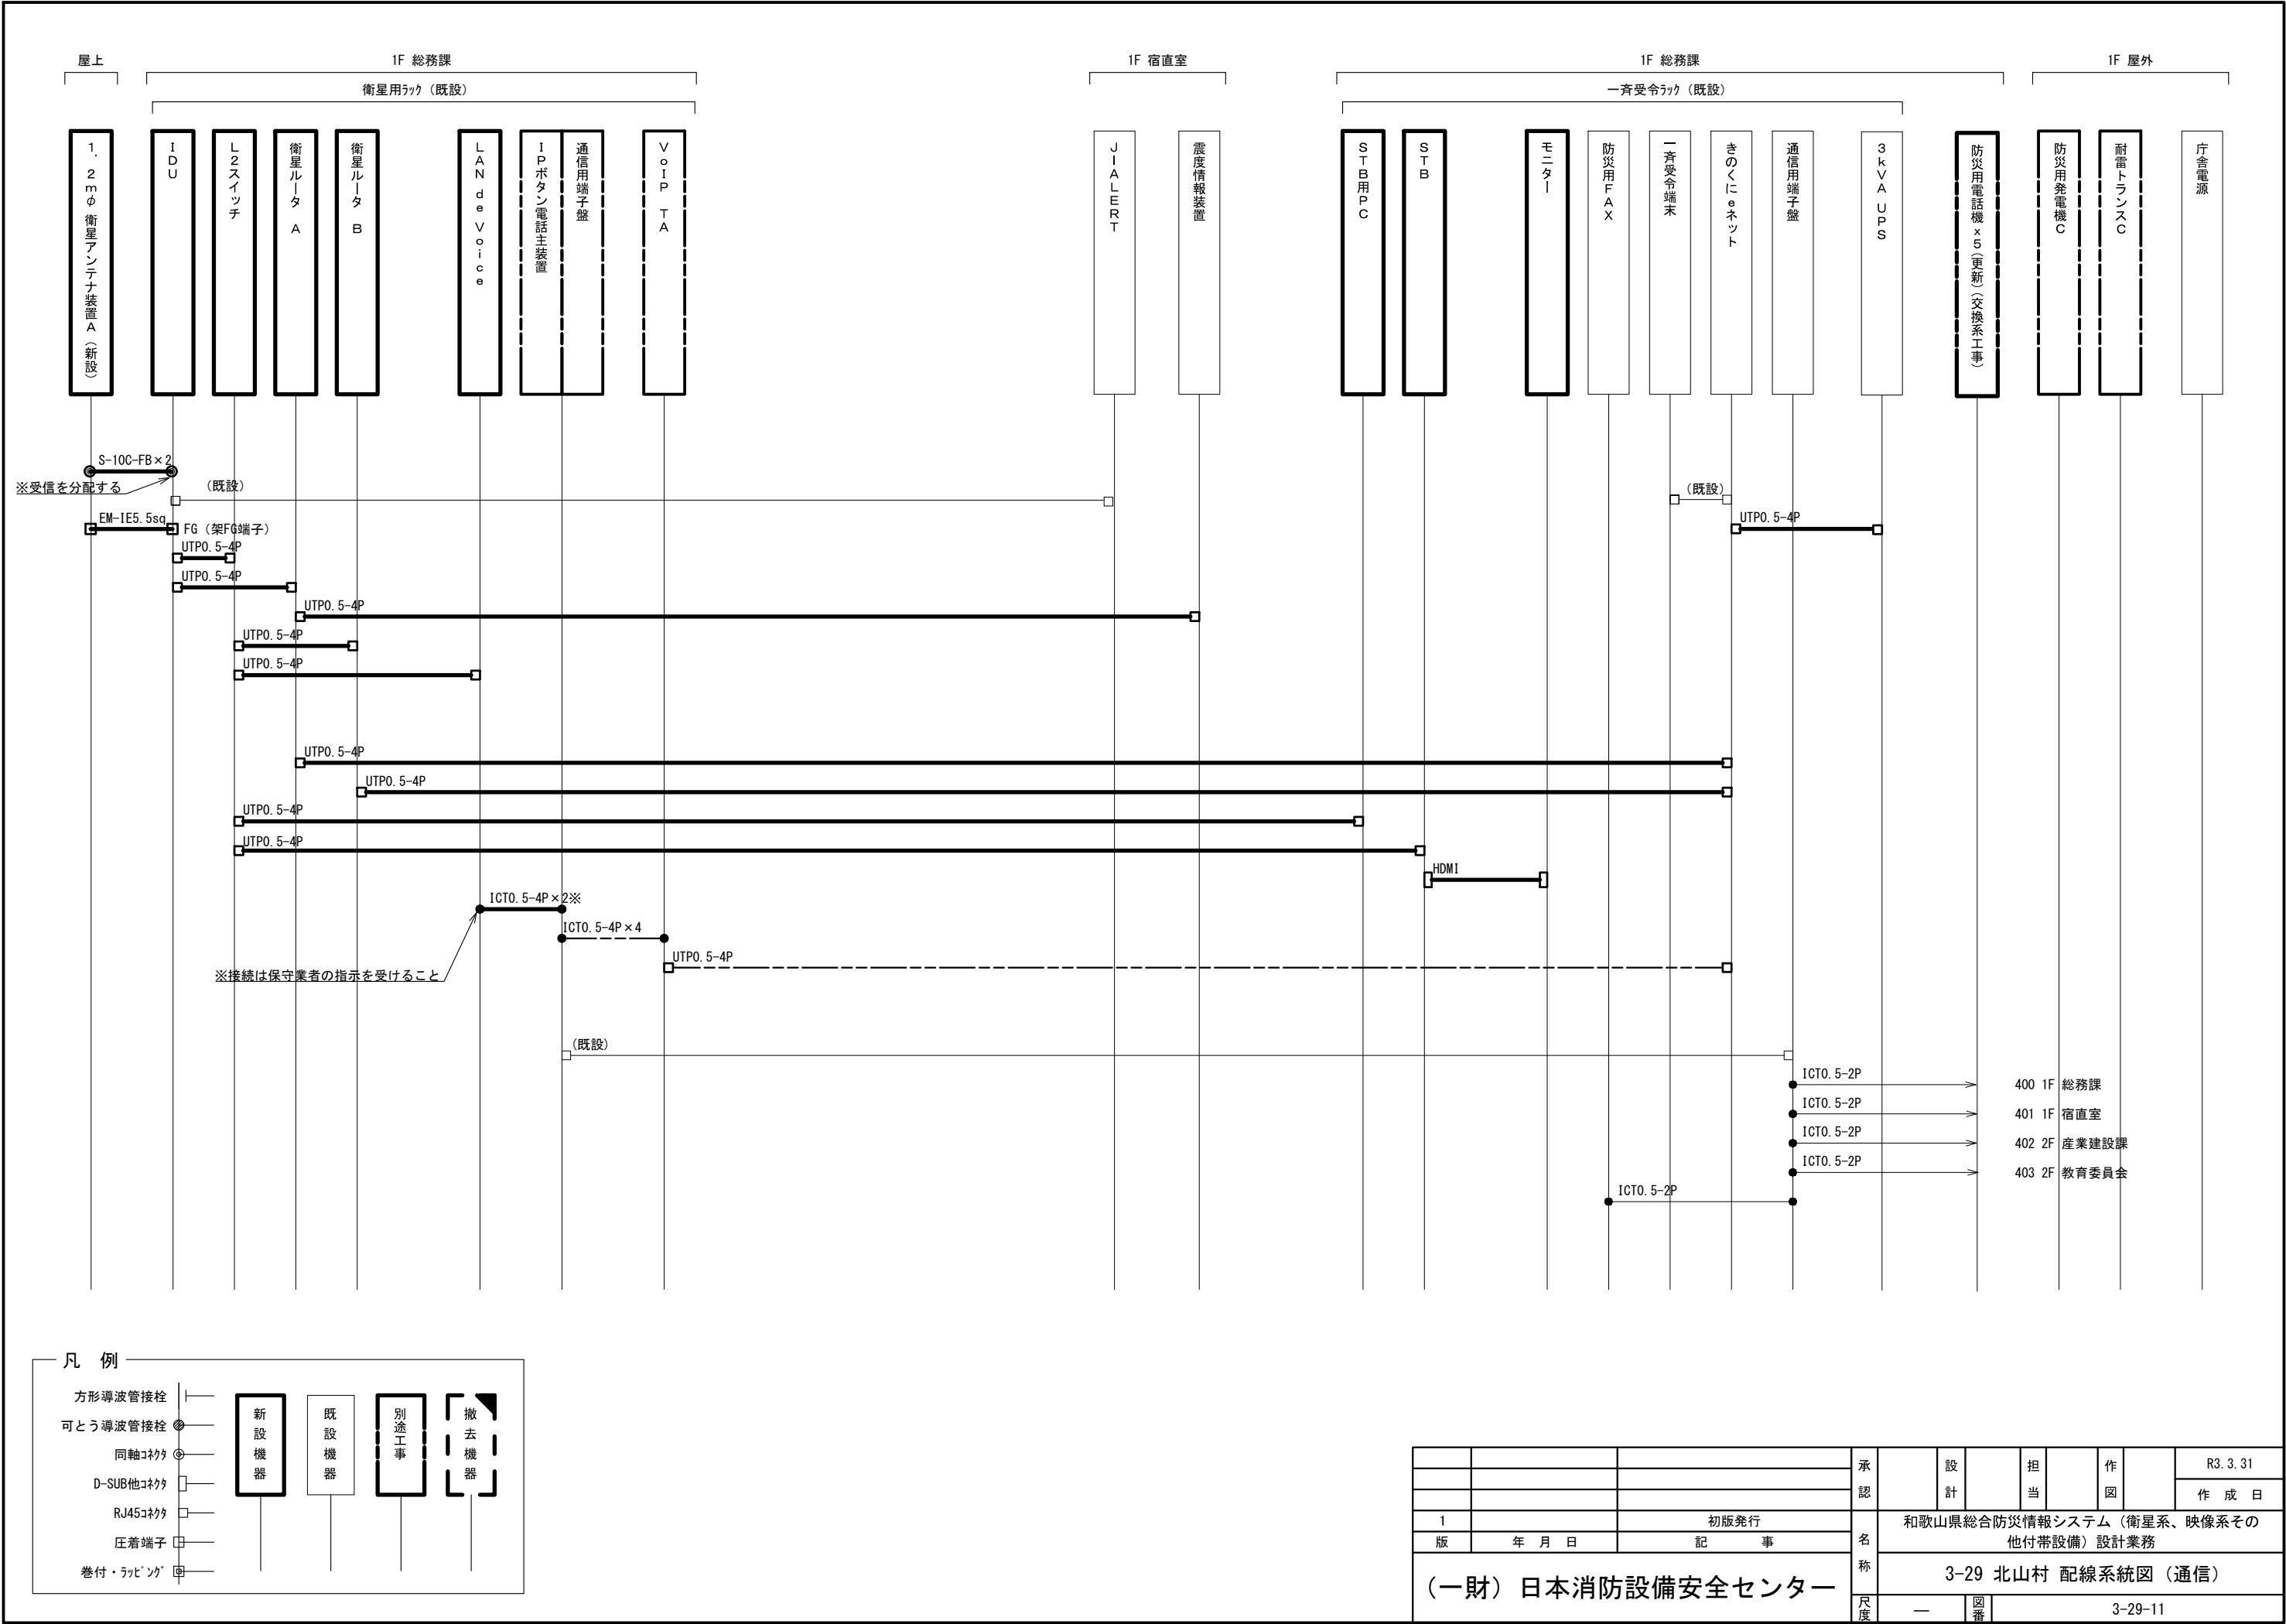 屋上
1F 総務課
1F 宿直室
1F 総務課
1F 屋外
衛星用ﾗｯｸ（既設）
一斉受令ﾗｯｸ（既設）
1．2mφ 衛星アンテナ装置A（新設）
IDU
L2スイッチ
衛星ルータ A
衛星ルータ B
LAN de Voice
IPボタン電話主装置
通信用端子盤
VoIP TA
JｰALERT
震度情報装置
STB用PC
STB
モニター
防災用FAX
一斉受令端末
きのくにeネット
通信用端子盤
3kVA UPS
防災用電話機x5(更新)(交換系工事)
防災用発電機C
耐雷トランスC
庁舎電源
S-10C-FB×2
※受信を分配する
（既設）
（既設）
EM-IE5.5sq
FG（架FG端子）
UTP0.5-4P
UTP0.5-4P
UTP0.5-4P
UTP0.5-4P
UTP0.5-4P
UTP0.5-4P
UTP0.5-4P
UTP0.5-4P
UTP0.5-4P
UTP0.5-4P
UTP0.5-4P
HDMI
ICT0.5-4P×2※
ICT0.5-4P×4
UTP0.5-4P
※接続は保守業者の指示を受けること
（既設）
ICT0.5-2P
400 1F 総務課
ICT0.5-2P
401 1F 宿直室
ICT0.5-2P
402 2F 産業建設課
ICT0.5-2P
403 2F 教育委員会
ICT0.5-2P
凡 例
方形導波管接栓
可とう導波管接栓
同軸ｺﾈｸﾀ
D-SUB他ｺﾈｸﾀ
RJ45ｺﾈｸﾀ
圧着端子
巻付・ﾗｯﾋﾟﾝｸﾞ
新設機器
既設機器
別途工事
撤去機器
承認
設計
担当
作図
R3.3.31
作 成 日
1
初版発行
版
年 月 日
記 事
名称
和歌山県総合防災情報システム（衛星系、映像系その
他付帯設備）設計業務
3-29 北山村 配線系統図（通信）
（一財）日本消防設備安全センター
尺度
―
図番
3-29-11